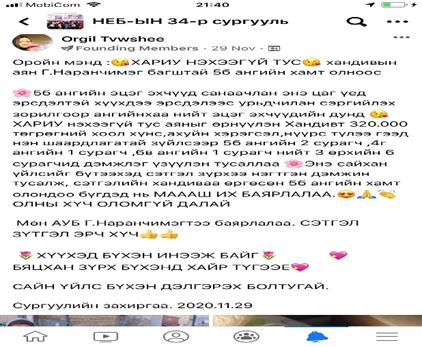 MobiCom
21:40
НЕБ-ЫН 34-р сургууль
Orgil Tvwshee
Founding Members · 29 Nov ·
Оройн мэнд :😘ХАРИУ НЭХЭЭГҮЙ ТУС😘 хандивын
аян Г.Наранчимэг багштай 5б ангийн хамт олноос
🌸5б ангийн эцэг эхчүүд санаачлан энэ цаг үед
эрсдэлтэй хүүхдээ эрсдэлээс урьдчилан сэргийлэх
зорилгоор ангийнхаа нийт эцэг эхчүүдийн дунд 😘
ХАРИУ нэхээгүй тус аяныг өрнүүлэн Хандивт 320.000
төгрөгний хоол хүнс,ахуйн хэрэгсэл,нүүрс түлээ гээд
нэн шаардлагатай зүйлсээр 5б ангийн 2 сурагч ,4г
ангийн 1 сурагч ,6в ангийн 1 сурагч нийт 3 өрхийн 6
сурагчид дэмжлэг үзүүлэн тусаллаа 🌸Энэ сайхан
үйлсийг бүтээхэд сэтгэл зүрхээ нэгтгэн дэмжин
тусалж, сэтгэлийн хандиваа өргөсөн 5б ангийн хамт
олондоо бүгдэд нь МАААШ ИХ БАЯРЛАЛАА.😍🙏👏
ОЛНЫ ХҮЧ ОЛОМГҮЙ ДАЛАЙ
Мөн АУБ Г.Наранчимэгтээ баярлалаа. СЭТГЭЛ
ЗҮТГЭЛ ЭРЧ ХҮЧ👍👍
🌷ХҮҮХЭД БҮХЭН ИНЭЭЖ БАЙГ🌷 💖
БЯЦХАН ЗҮРХ БҮХЭНД ХАЙР ТҮГЭЭЕ💖
САЙН ҮЙЛС БҮХЭН ДЭЛГЭРЭХ БОЛТУГАЙ.
Сургуулийн захиргаа. 2020.11.29